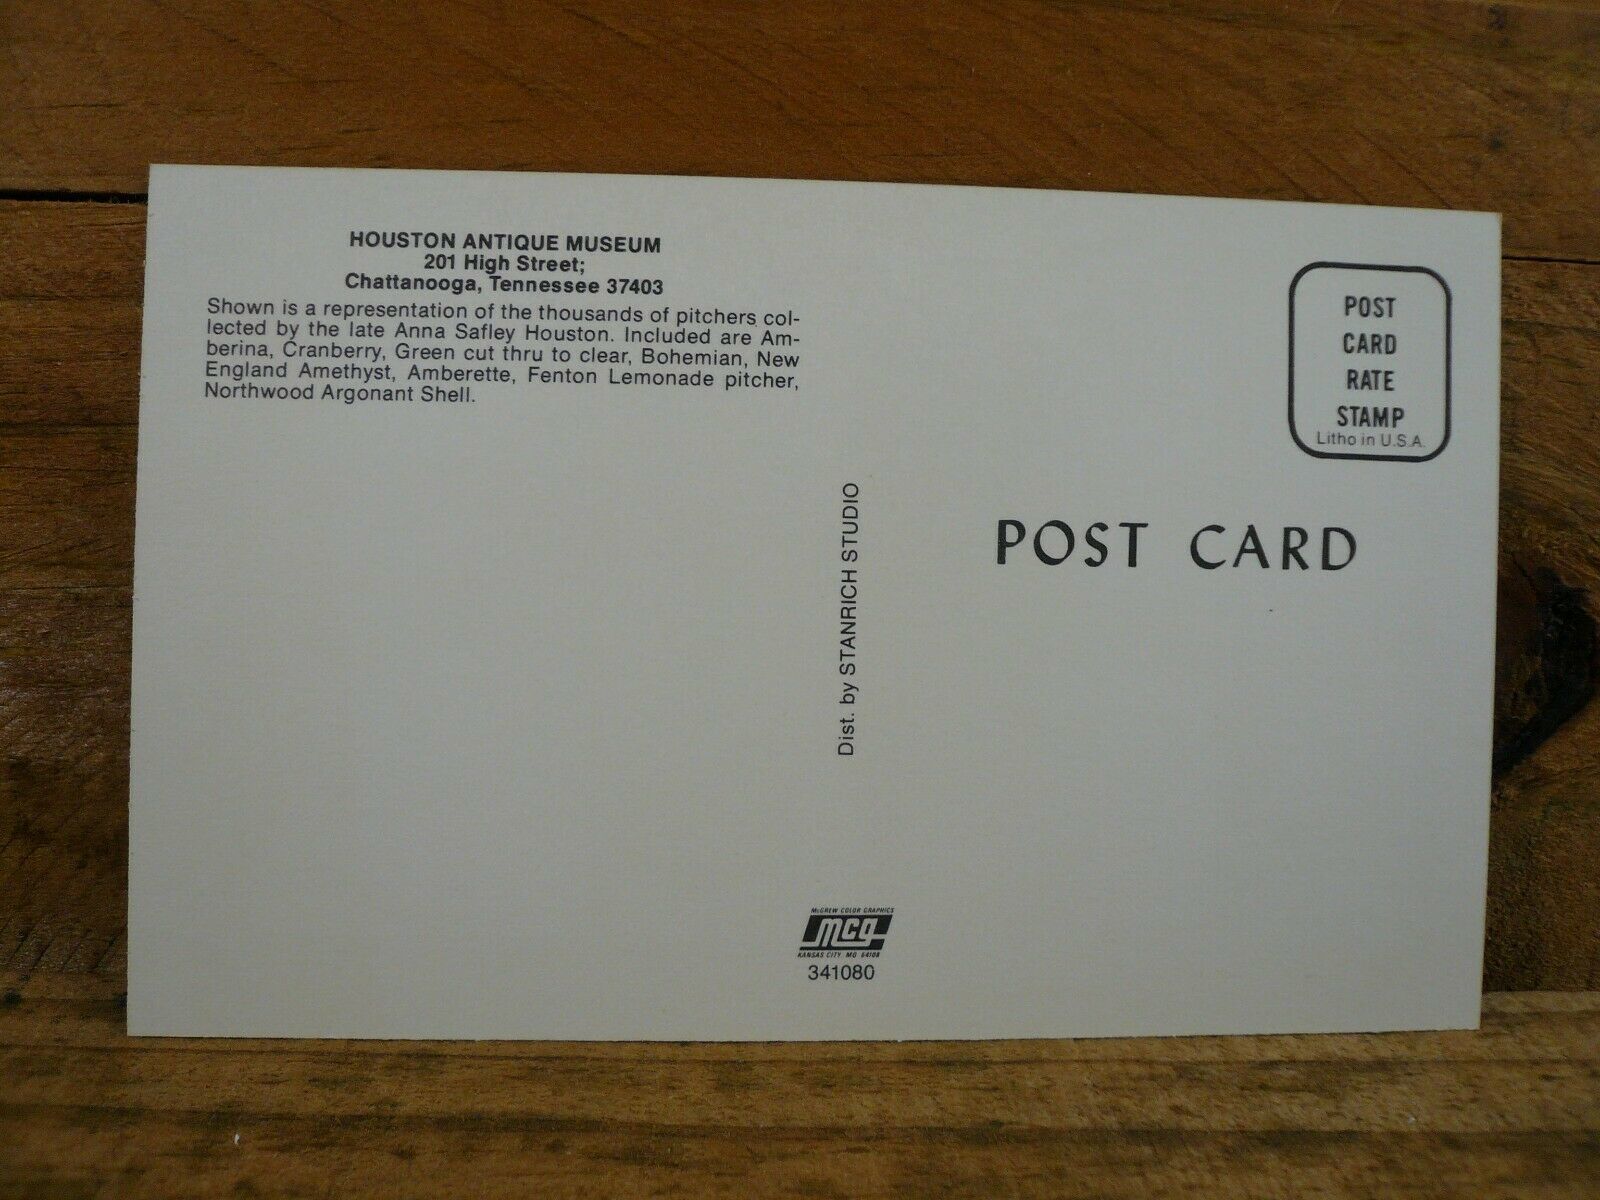 HOUSTON ANTIQUE MUSEUM
201 High Street;
Chattanooga, Tennessee 37403
Shown is a representation of the thousands of pitchers col-
lected by the late Anna Safley Houston. Included are Am-
berina, Cranberry, Green cut thru to clear, Bohemian, New
England Amethyst, Amberette, Fenton Lemonade pitcher,
Northwood Argonant Shell.
POST
CARD
RATE
STAMP
Litho in U.S.A.
POST CARD
Dist. by STANRICH STUDIO
McGREW COLOR GRAPHICS
mcg
KANSAS CITY, MO 64108
341080